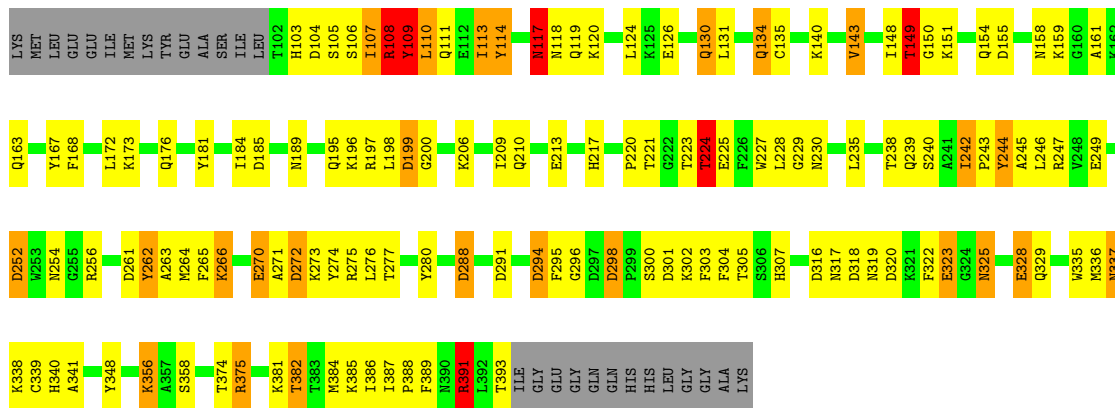 LYS MET LEU GLU GLU ILE MET LYS TYR GLU ALA SER ILE LEU T102 H103 D104 S105 S106 I107 R108 Y109 L110 Q111 E112 I113 Y114 N117 N118 Q119 K120 L124 K125 E126 Q130 L131 Q134 C135 K140 V143 I148 T149 G150 K151 Q154 D155 N158 K159 G160 A161 K162
Q163 Y167 F168 L172 K173 Q176 Y181 I184 D185 N189 Q195 K196 R197 L198 D199 G200 K206 I209 Q210 E213 H217 P220 T221 G222 T223 T224 E225 F226 W227 L228 G229 N230 L235 T238 Q239 S240 A241 I242 P243 Y244 A245 L246 R247 V248 E249
D252 W253 N254 G255 R256 D261 Y262 A263 M264 F265 K266 E270 A271 D272 K273 Y274 R275 L276 T277 Y280 D288 D291 D294 F295 G296 D297 D298 P299 S300 D301 K302 F303 F304 T305 S306 H307 D316 N317 D318 N319 D320 K321 F322 E323 G324 N325 E328 Q329 W335 M336 N337
K338 C339 H340 A341 Y348 K356 A357 S358 T374 R375 K381 T382 T383 M384 K385 I386 I387 P388 F389 N390 R391 L392 T393 ILE GLY GLU GLY GLN GLN HIS HIS LEU GLY GLY ALA LYS